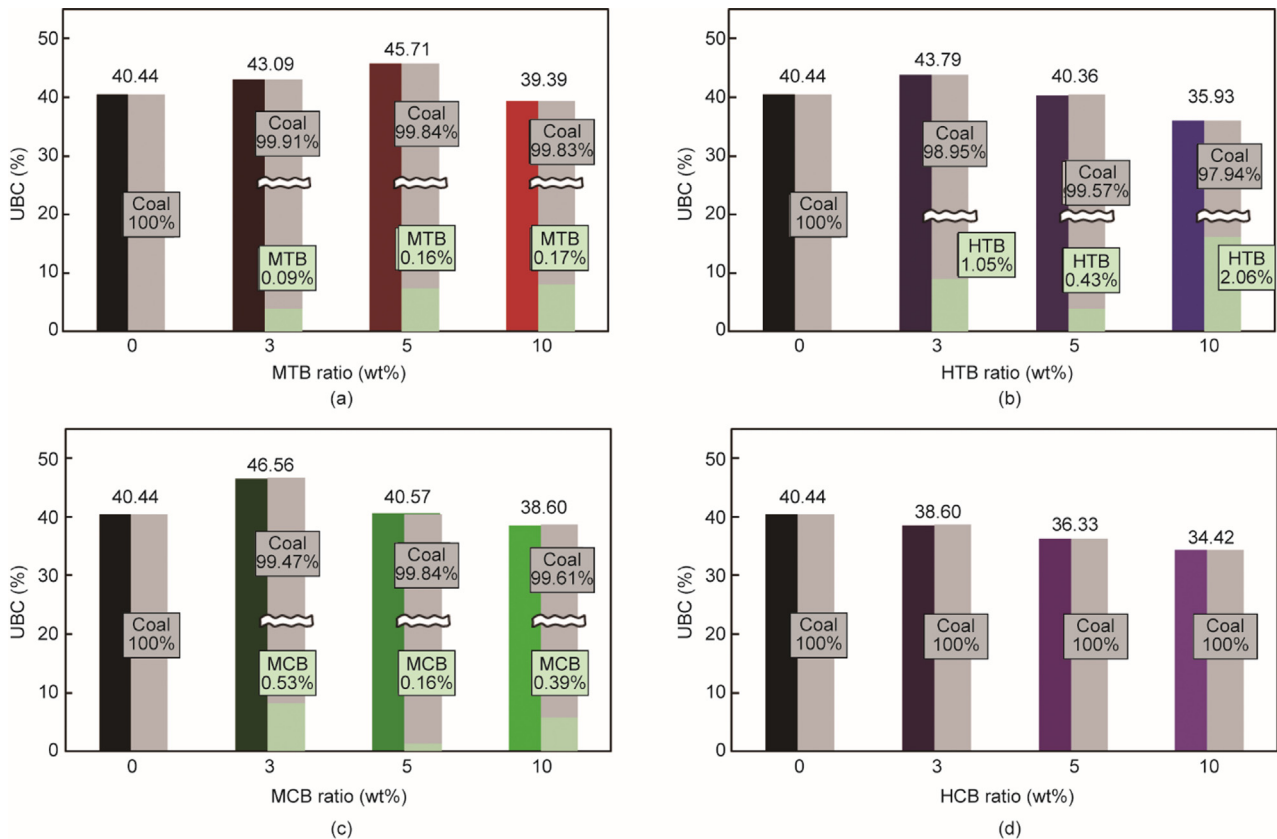 50
40
30
20
10
0
UBC (%)
40.44
43.09
45.71
39.39
Coal
100%
Coal
99.91%
Coal
99.84%
Coal
99.83%
MTB
0.09%
MTB
0.16%
MTB
0.17%
0
3
5
10
MTB ratio (wt%)
(a)
50
40
30
20
10
0
UBC (%)
40.44
43.79
40.36
35.93
Coal
100%
Coal
98.95%
Coal
99.57%
Coal
97.94%
HTB
1.05%
HTB
0.43%
HTB
2.06%
0
3
5
10
HTB ratio (wt%)
(b)
50
40
30
20
10
0
UBC (%)
40.44
46.56
40.57
38.60
Coal
100%
Coal
99.47%
Coal
99.84%
Coal
99.61%
MCB
0.53%
MCB
0.16%
MCB
0.39%
0
3
5
10
MCB ratio (wt%)
(c)
50
40
30
20
10
0
UBC (%)
40.44
38.60
36.33
34.42
Coal
100%
Coal
100%
Coal
100%
Coal
100%
0
3
5
10
HCB ratio (wt%)
(d)